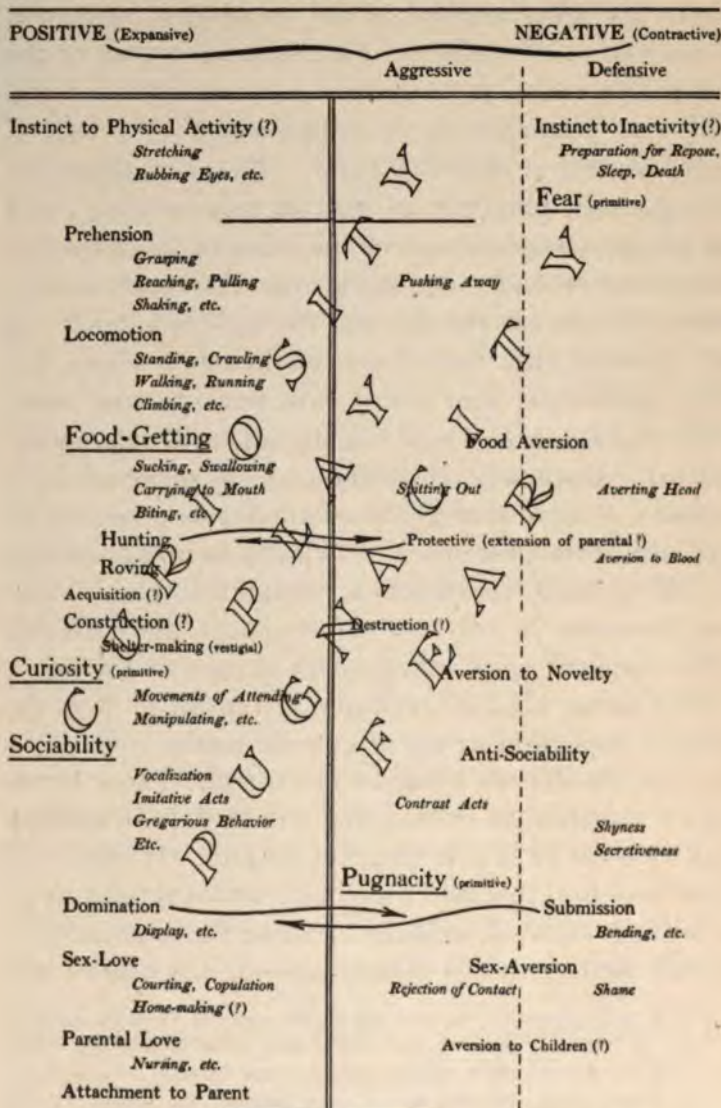 POSITIVE (Expansive) NEGATIVE (Contractive)
Aggressive Defensive
Instinct to Physical Activity (?) Instinct to Inactivity (?)
Stretching Preparation for Repose,
Rubbing Eyes, etc. Sleep, Death
Fear (primitive)
Prehension
Grasping
Reaching, Pulling Pushing Away
Shaking, etc.
Locomotion
Standing, Crawling
Walking, Running
Climbing, etc.
Food-Getting Food Aversion
Sucking, Swallowing
Carrying to Mouth Spitting Out Averting Head
Biting, etc.
Hunting Protective (extension of parental ?)
Roving Aversion to Blood
Acquisition (?)
Construction (?) Destruction (?)
Shelter-making (vestigial)
Curiosity (primitive) Aversion to Novelty
Movements of Attending
Manipulating, etc.
Sociability Anti-Sociability
Vocalization
Imitative Acts Contrast Acts
Gregarious Behavior Shyness
Etc. Secretiveness
Pugnacity (primitive)
Domination Submission
Display, etc. Bending, etc.
Sex-Love Sex-Aversion
Courting, Copulation Rejection of Contact Shame
Home-making (?)
Parental Love Aversion to Children (?)
Nursing, etc.
Attachment to Parent
CURIOSITY
PLAY
PUGNACITY
FEAR